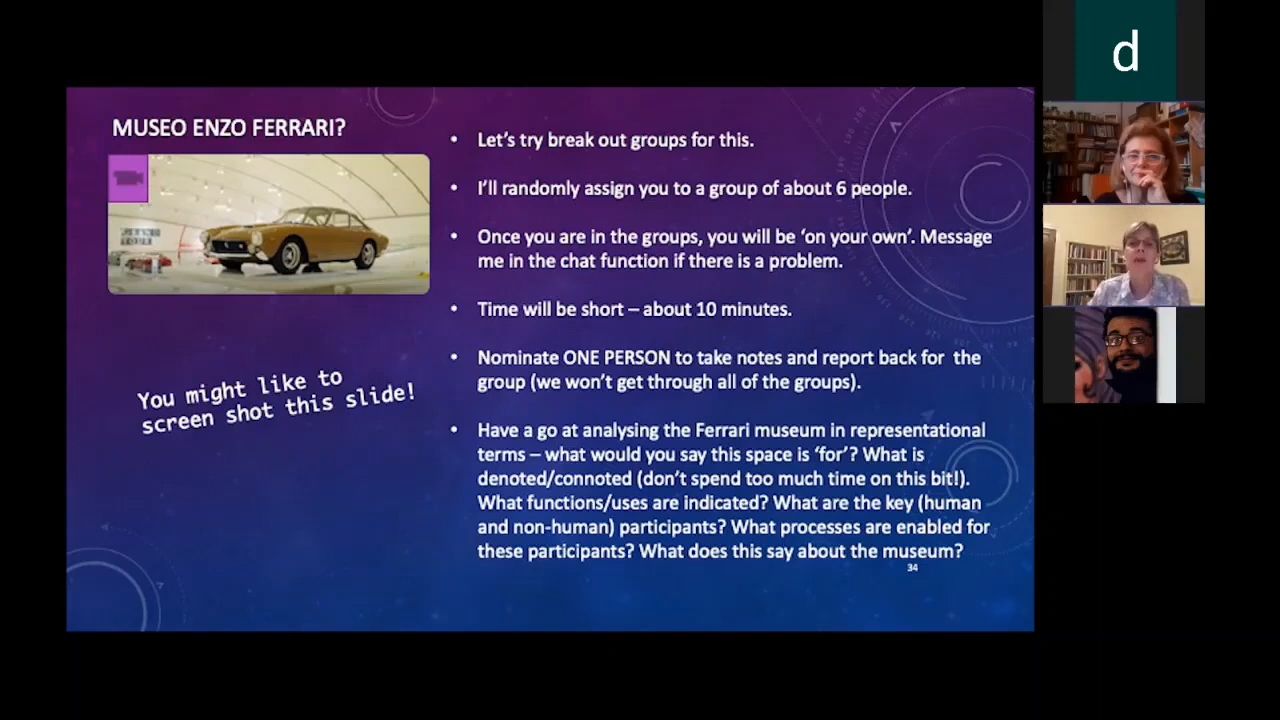 d
MUSEO ENZO FERRARI?
You might like to
screen shot this slide!
• Let's try break out groups for this.
• I'll randomly assign you to a group of about 6 people.
• Once you are in the groups, you will be 'on your own'. Message
me in the chat function if there is a problem.
• Time will be short – about 10 minutes.
• Nominate ONE PERSON to take notes and report back for the
group (we won't get through all of the groups).
• Have a go at analysing the Ferrari museum in representational
terms – what would you say this space is 'for'? What is
denoted/connoted (don't spend too much time on this bit!).
What functions/uses are indicated? What are the key (human
and non-human) participants? What processes are enabled for
these participants? What does this say about the museum?
34